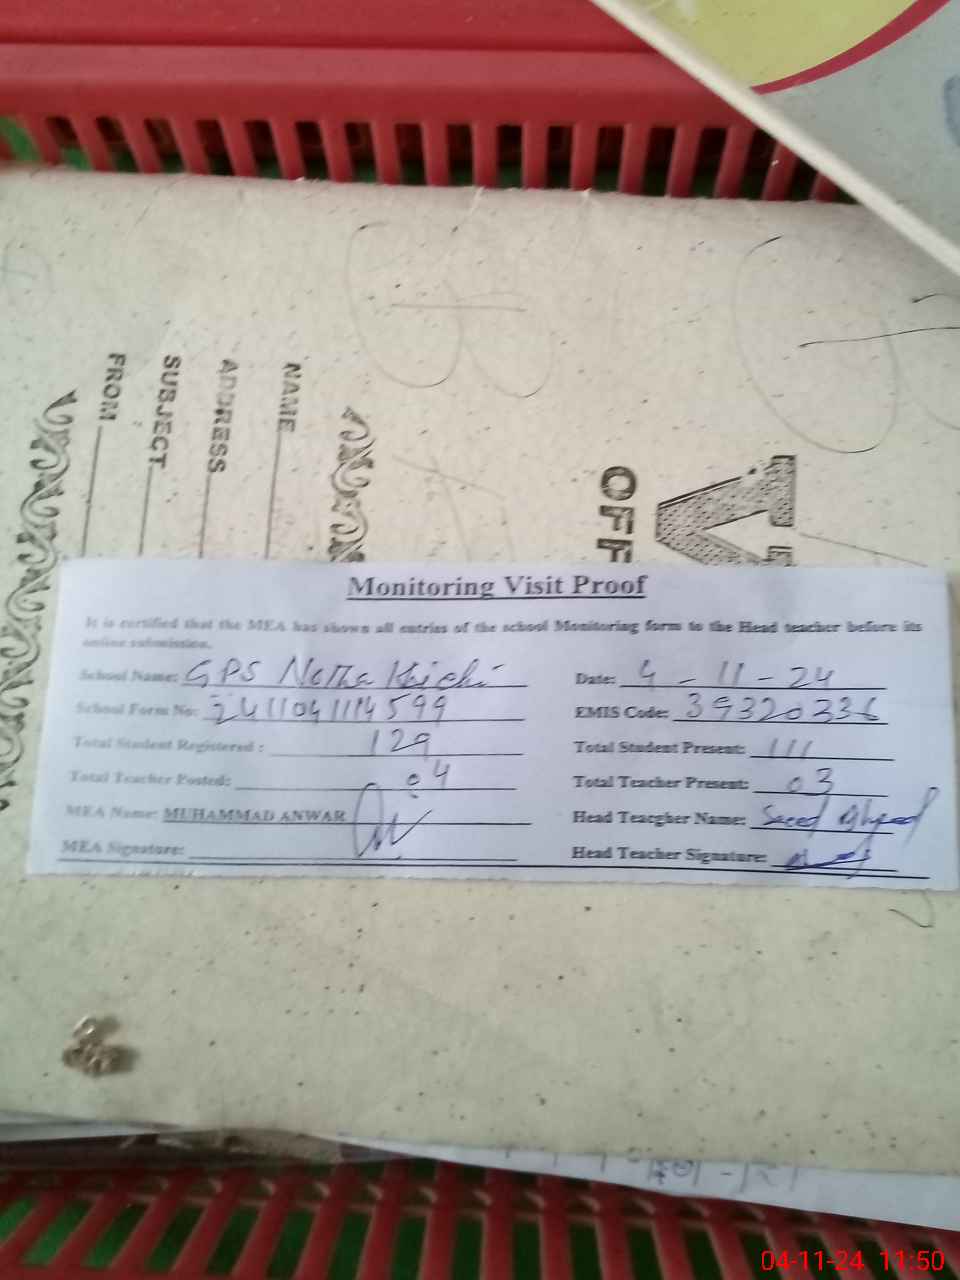 NAME
ADDRESS
SUBJECT
FROM
OFF
Monitoring Visit Proof
It is certified that the MEA has shown all entries of the school Monitoring form to the Head teacher before its
online submission.
School Name: GPS Date: 4-11-24
School Form No: 2411041114599 EMIS Code: 39320336
Total Student Registered: 129 Total Student Present: 111
Total Teacher Posted: 04 Total Teacher Present: 03
MEA Name: MUHAMMAD ANWAR Head Teacgher Name: Saeed Ahmad
MEA Signature: Head Teacher Signature:
04-11-24 11:50